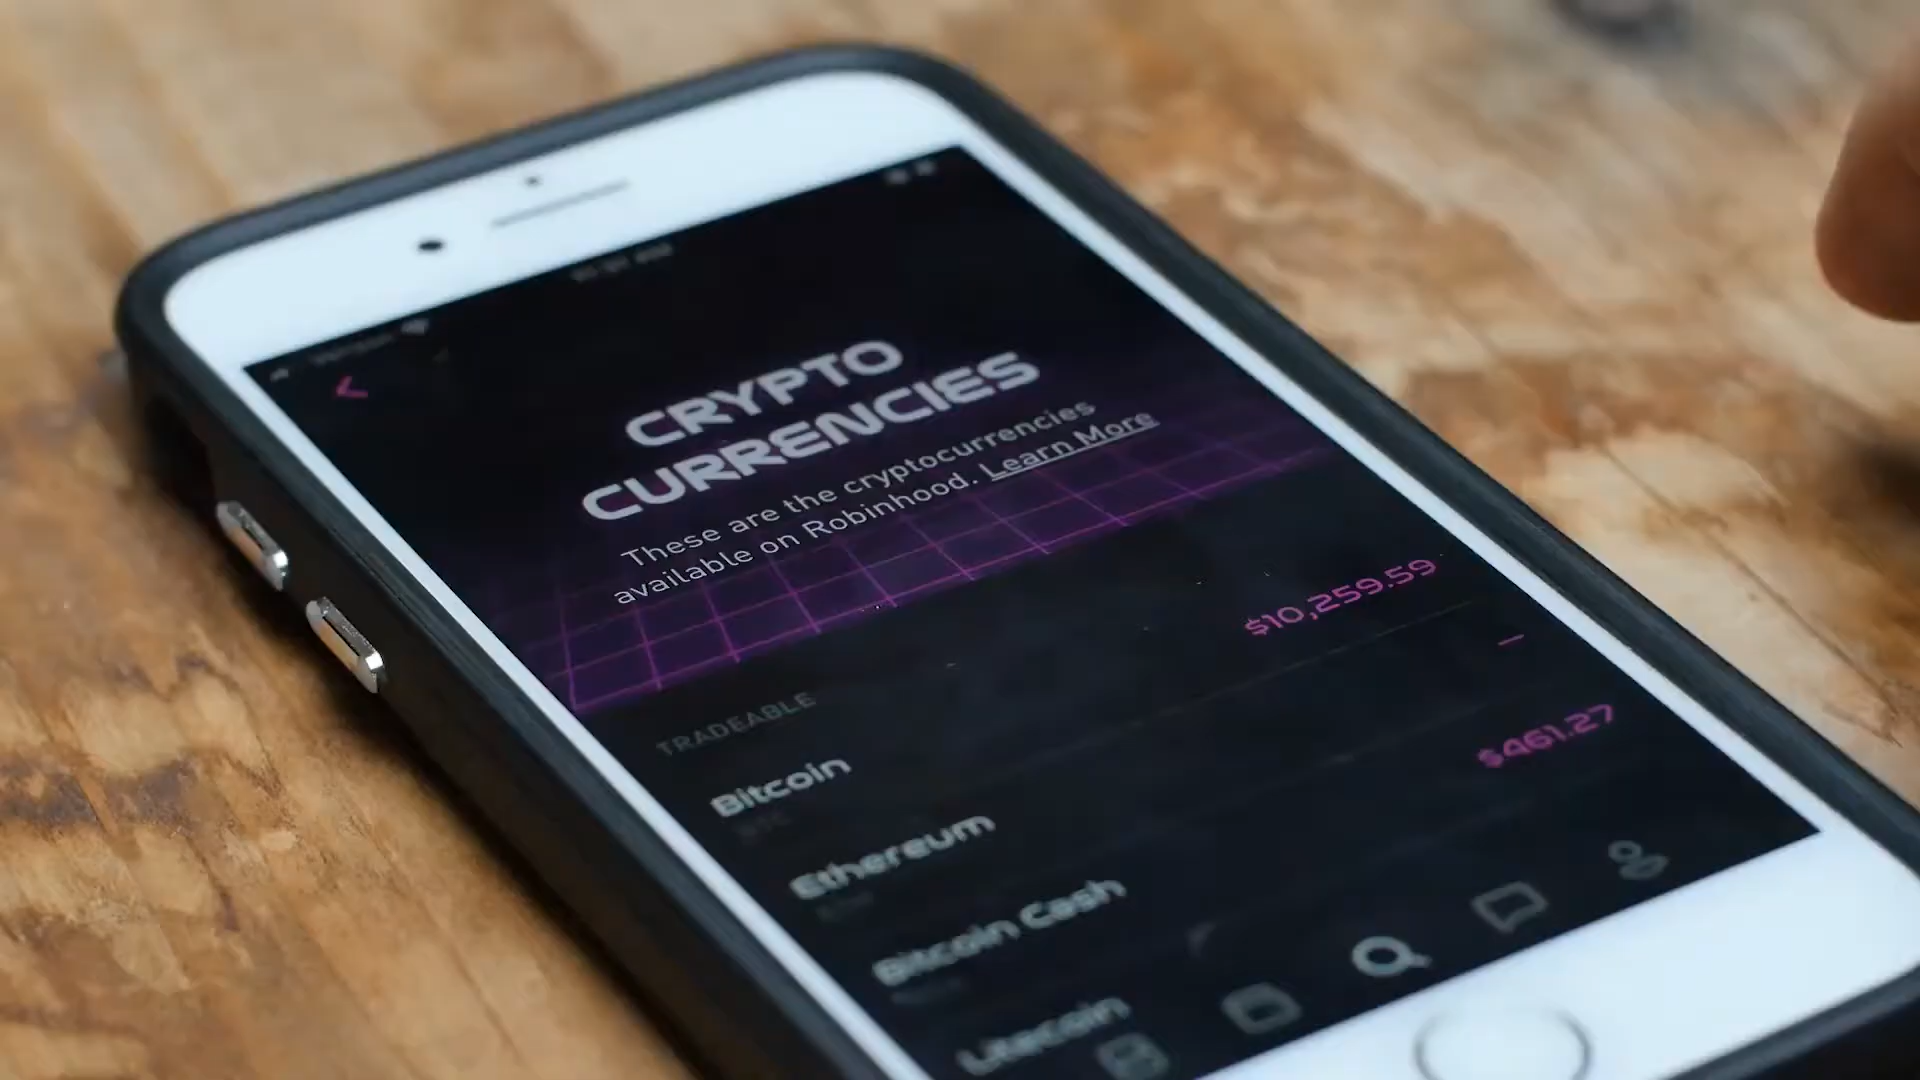 CRYPTO
CURRENCIES
These are the cryptocurrencies
available on Robinhood. Learn More
TRADEABLE
Bitcoin
$10,259.59
Ethereum
Bitcoin Cash
$461.27
Litecoin